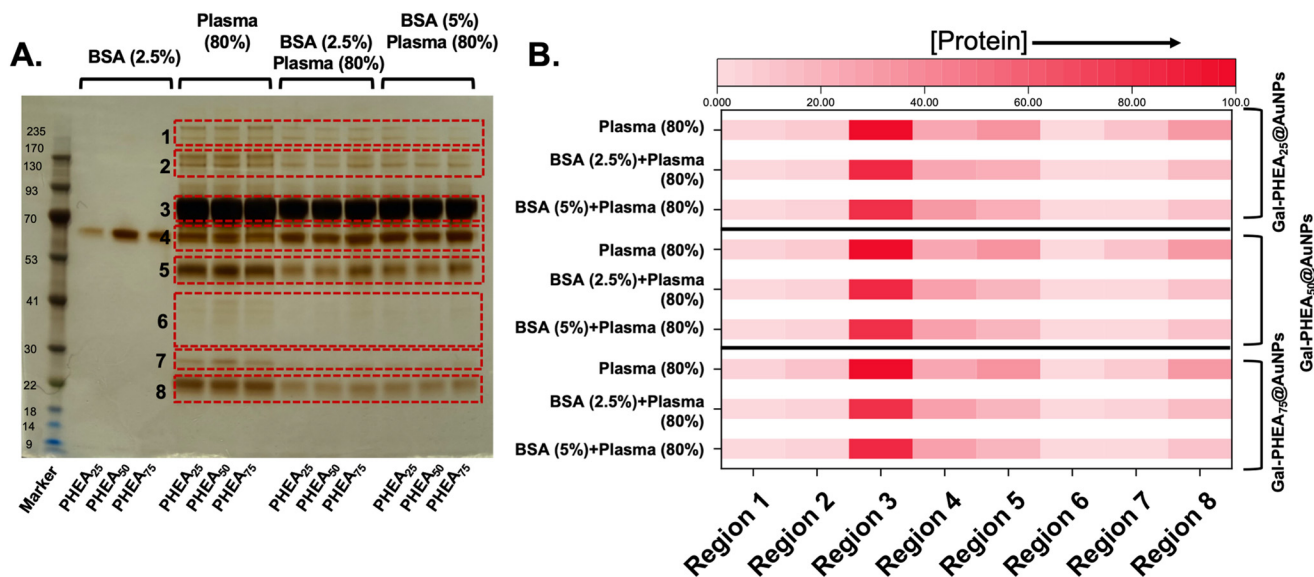 A.
BSA (2.5%)
Plasma
(80%)
BSA (2.5%)
Plasma (80%)
BSA (5%)
Plasma (80%)
235
170
130
93
70
53
41
30
22
18
14
9
1
2
3
4
5
6
7
8
Marker
PHEA25
PHEA50
PHEA75
PHEA25
PHEA50
PHEA75
PHEA25
PHEA50
PHEA75
PHEA25
PHEA50
PHEA75
B.
[Protein]
0.000 20.00 40.00 60.00 80.00 100.0
Plasma (80%)
BSA (2.5%)+Plasma
(80%)
BSA (5%)+Plasma (80%)
Plasma (80%)
BSA (2.5%)+Plasma
(80%)
BSA (5%)+Plasma (80%)
Plasma (80%)
BSA (2.5%)+Plasma
(80%)
BSA (5%)+Plasma (80%)
Gal-PHEA25@AuNPs
Gal-PHEA50@AuNPs
Gal-PHEA75@AuNPs
Region 1
Region 2
Region 3
Region 4
Region 5
Region 6
Region 7
Region 8